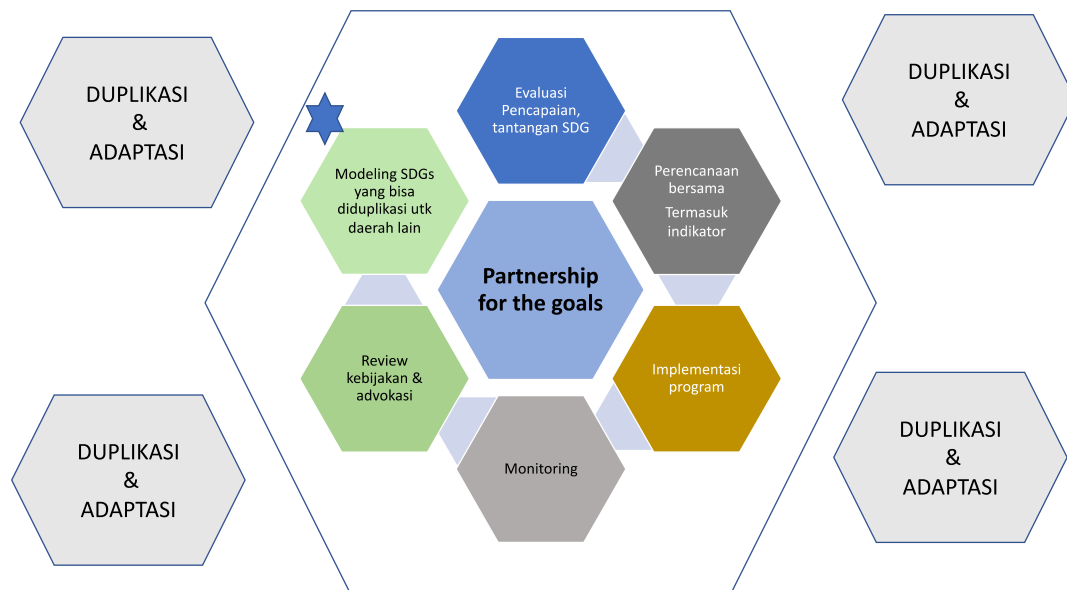 DUPLIKASI
&
ADAPTASI
Evaluasi
Pencapaian,
tantangan SDG
DUPLIKASI
&
ADAPTASI
Modeling SDGs
yang bisa
diduplikasi utk
daerah lain
Perencanaan
bersama
Termasuk
indikator
Partnership
for the goals
Review
kebijakan &
advokasi
Implementasi
program
DUPLIKASI
&
ADAPTASI
Monitoring
DUPLIKASI
&
ADAPTASI